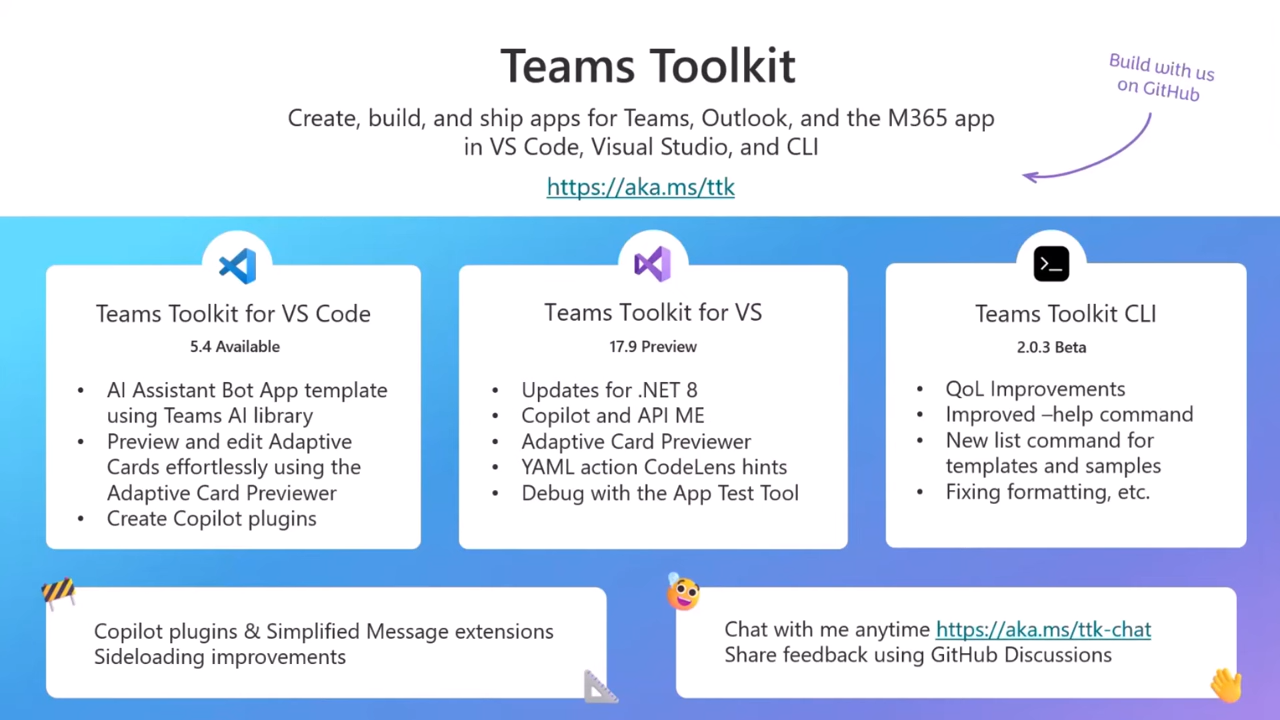 Teams Toolkit
Build with us
on GitHub
Create, build, and ship apps for Teams, Outlook, and the M365 app
in VS Code, Visual Studio, and CLI
https://aka.ms/ttk
Teams Toolkit for VS Code
5.4 Available
• AI Assistant Bot App template
using Teams AI library
• Preview and edit Adaptive
Cards effortlessly using the
Adaptive Card Previewer
• Create Copilot plugins
Teams Toolkit for VS
17.9 Preview
• Updates for .NET 8
• Copilot and API ME
• Adaptive Card Previewer
• YAML action CodeLens hints
• Debug with the App Test Tool
Teams Toolkit CLI
2.0.3 Beta
• QoL Improvements
• Improved –help command
• New list command for
templates and samples
• Fixing formatting, etc.
Copilot plugins & Simplified Message extensions
Sideloading improvements
Chat with me anytime https://aka.ms/ttk-chat
Share feedback using GitHub Discussions